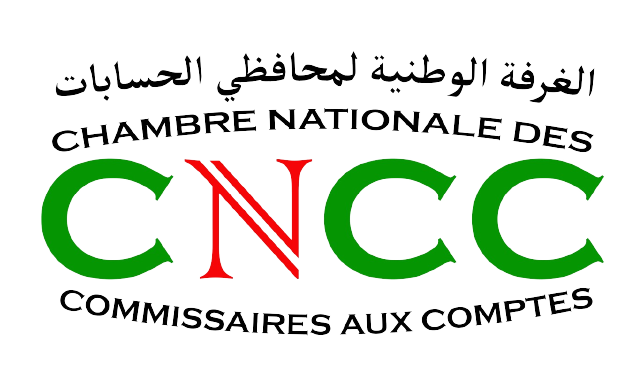 الغرفة الوطنية لمحافظي الحسابات
CHAMBRE NATIONALE DES
CNCC
COMMISSAIRES AUX COMPTES